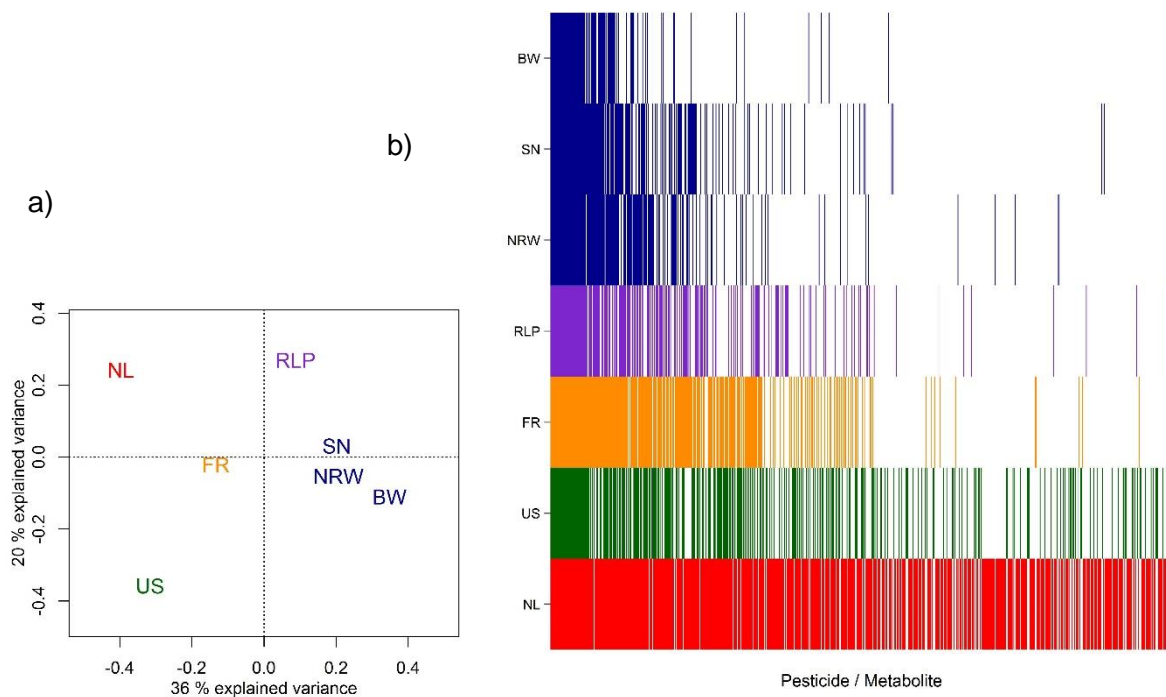 a)
0.4
0.2
0.0
-0.2
-0.4
20 % explained variance
NL
RLP
SN
FR
NRW
BW
US
-0.4 -0.2 0.0 0.2 0.4
36 % explained variance
b)
BW
SN
NRW
RLP
FR
US
NL
Pesticide / Metabolite